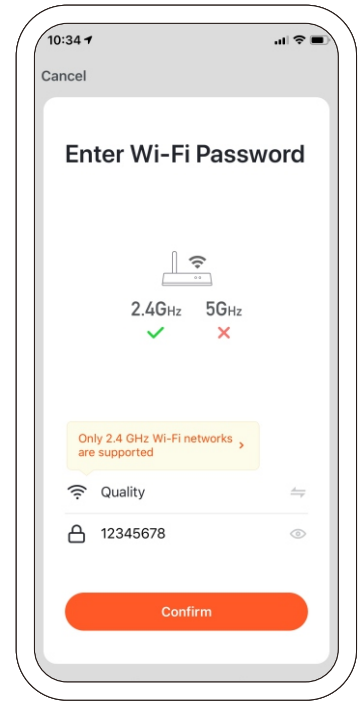 10:34
Cancel
Enter Wi-Fi Password
2.4GHz 5GHz
Only 2.4 GHz Wi-Fi networks
are supported
Quality
12345678
Confirm